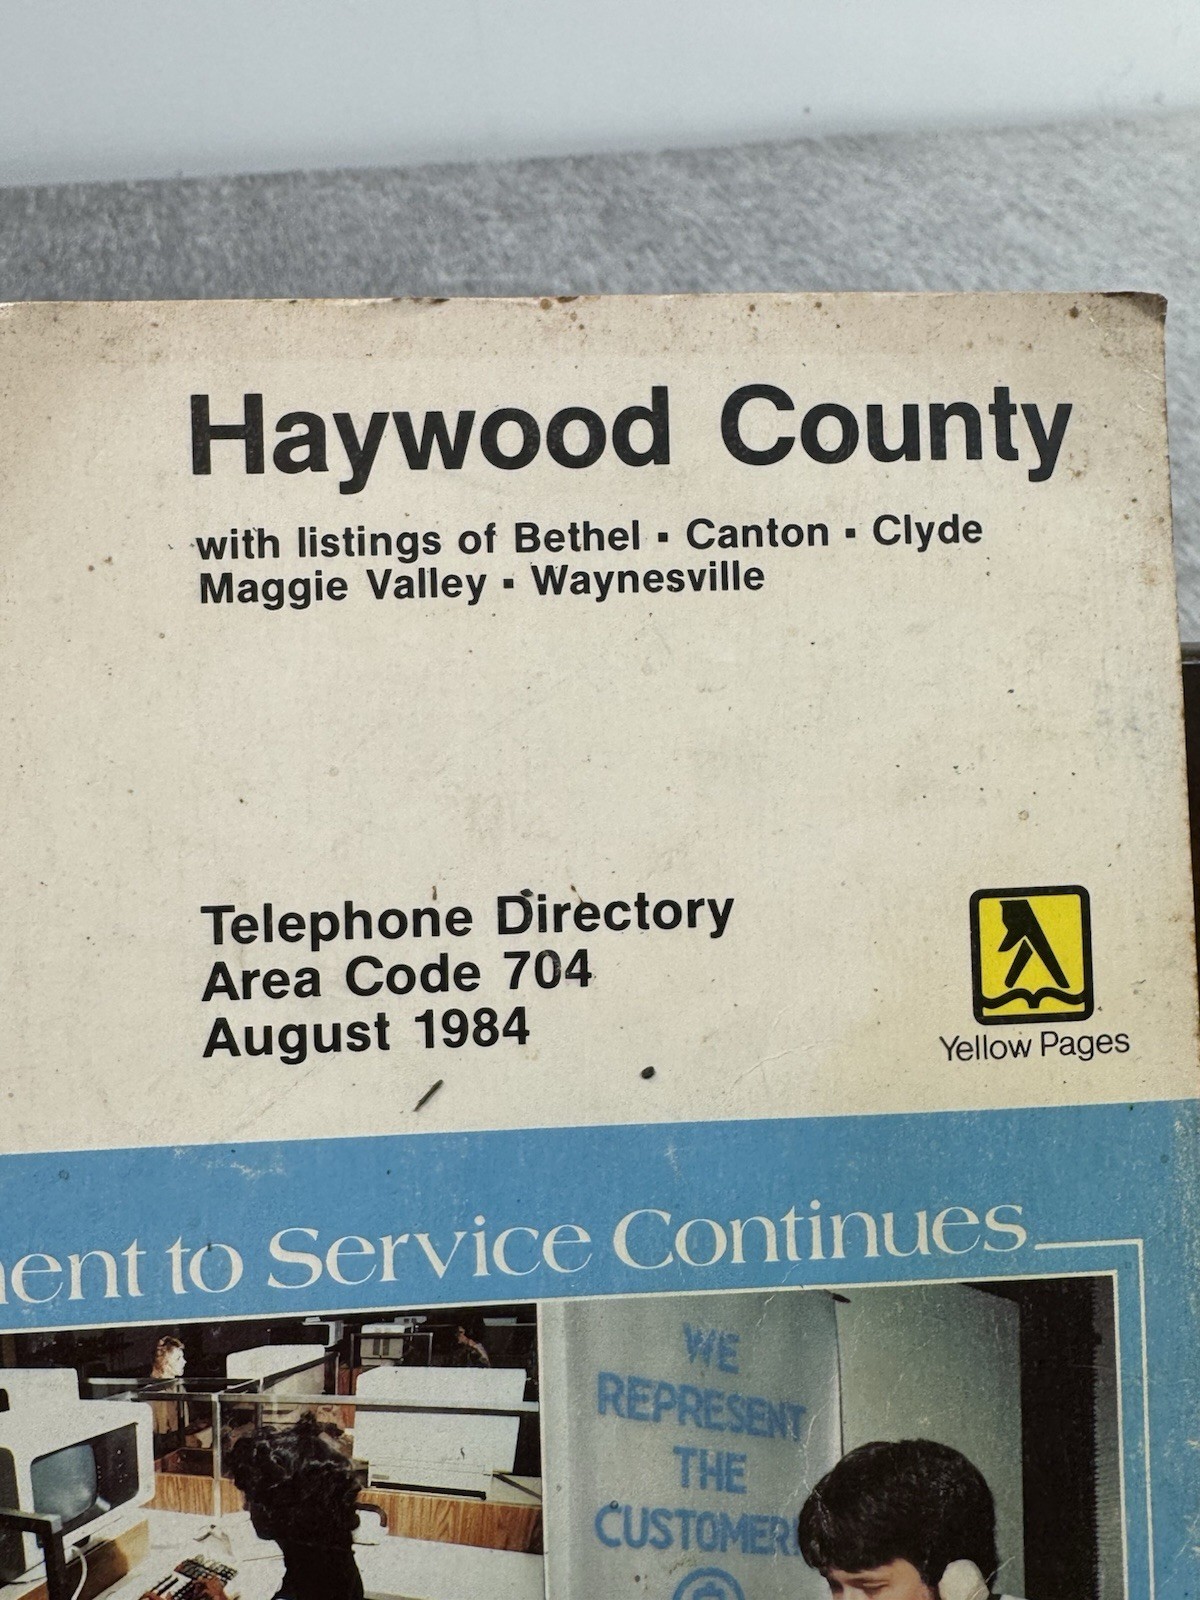 Haywood County
with listings of Bethel ▪ Canton ▪ Clyde
Maggie Valley ▪ Waynesville
Telephone Directory
Area Code 704
August 1984
Yellow Pages
to Service Continues
WE
REPRESENT
THE
CUSTOMER